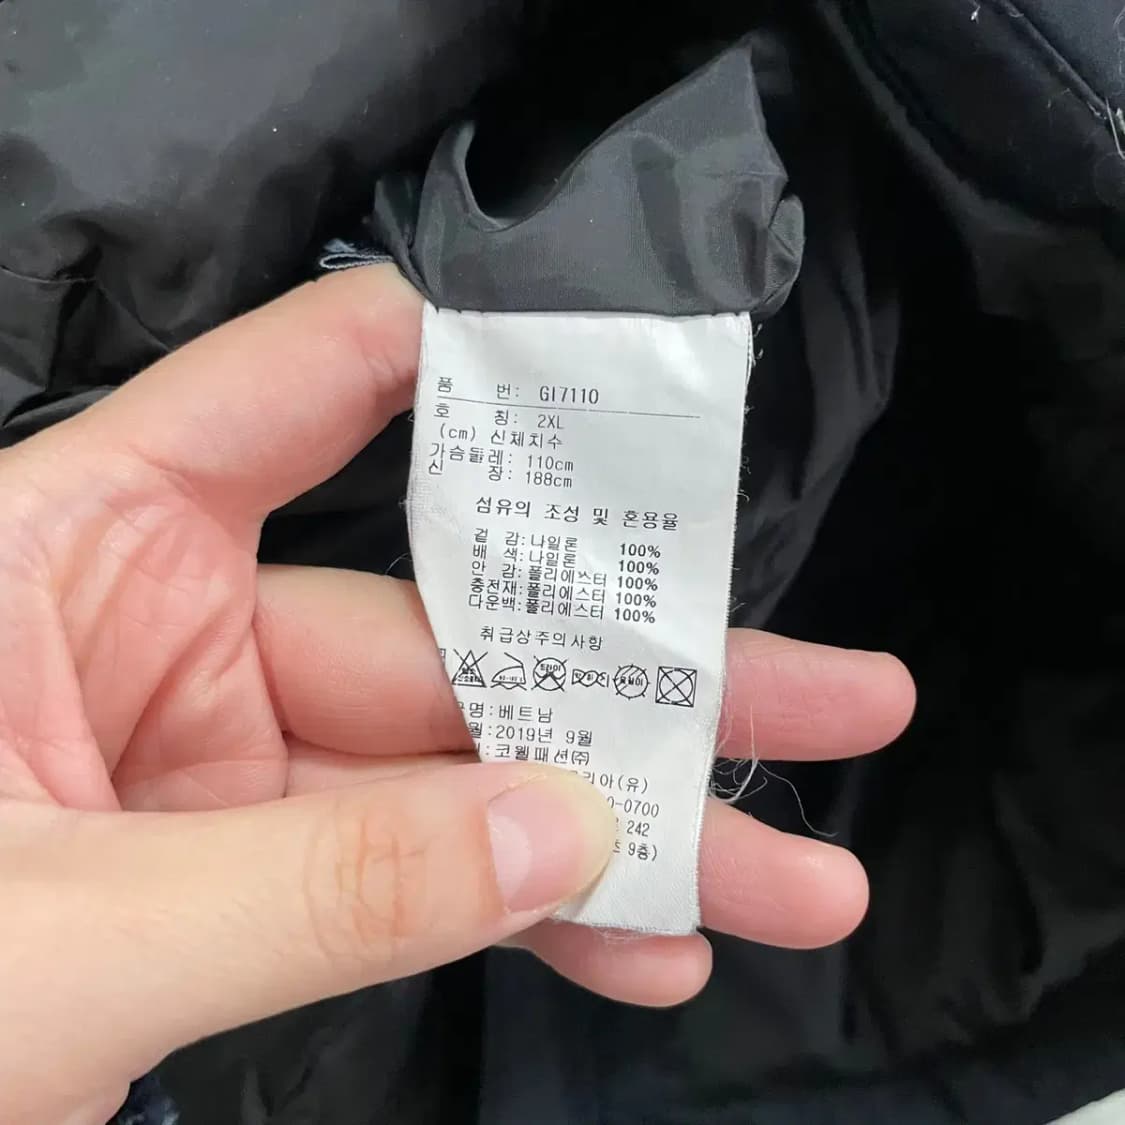 품 번: GI7110
호 칭: 2XL
(cm) 신체치수
가슴둘레: 110cm
신 장: 188cm
섬유의 조성 및 혼용율
겉 감:나일론 100%
배 색:나일론 100%
안 감:폴리에스터 100%
충전재:폴리에스터 100%
다운백:폴리에스터 100%
취급상주의사항
드라이
명:베트남
월:2019년 9월
:코웰패션㈜
리아(유)
0-0700
242
9층)